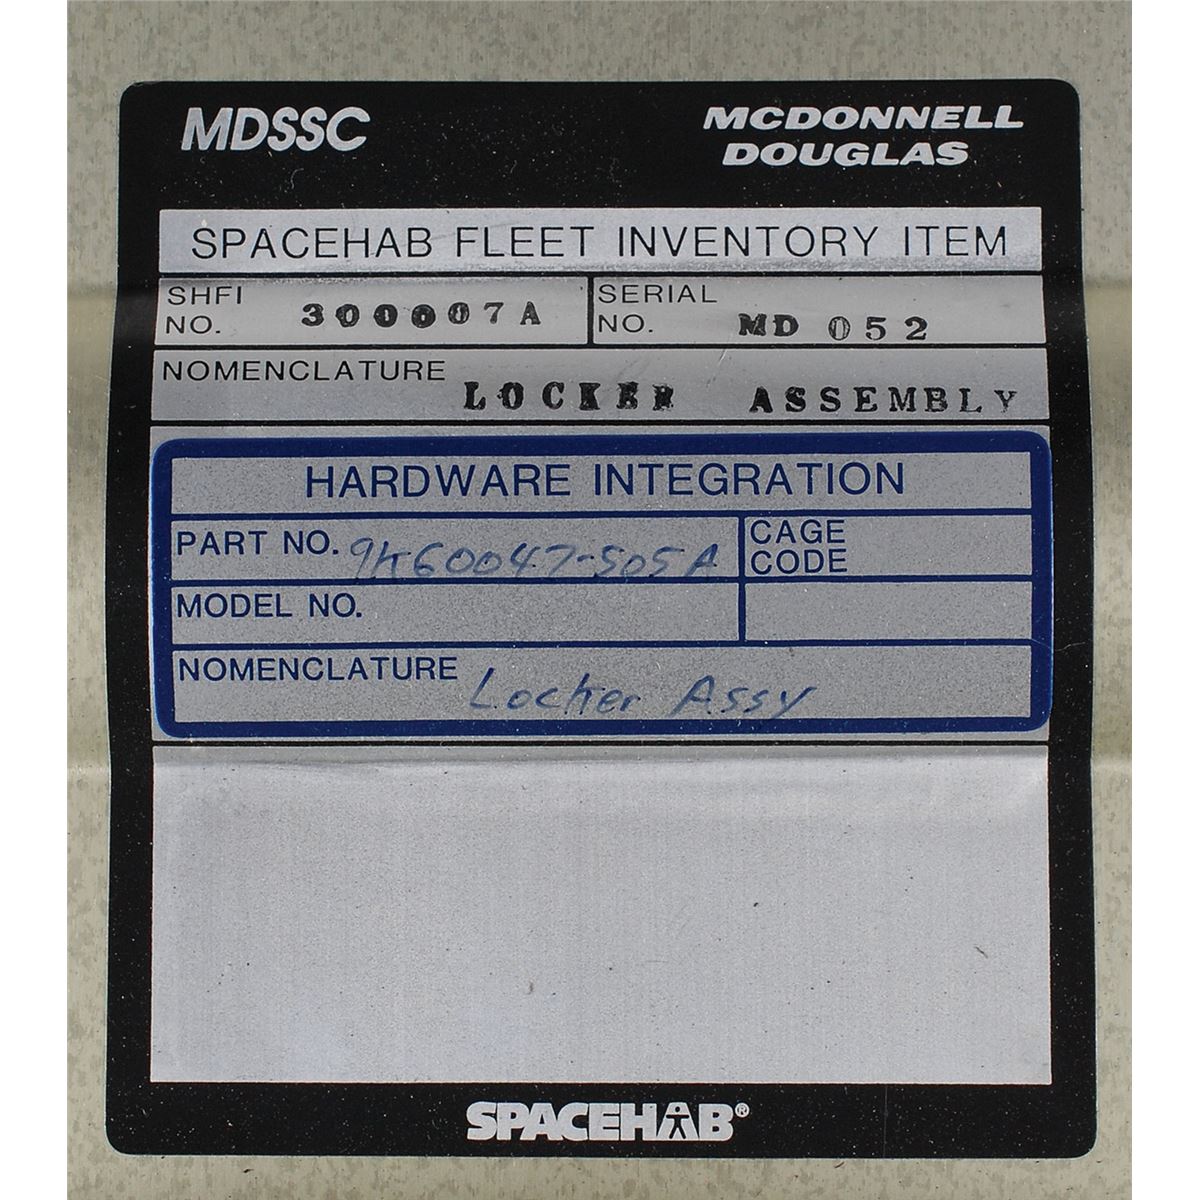 MDSSC
MCDONNELL
DOUGLAS
SPACEHAB FLEET INVENTORY ITEM
SHFI
NO. 300007A
SERIAL
NO. MD 052
NOMENCLATURE LOCKER ASSEMBLY
HARDWARE INTEGRATION
PART NO. 9K60047-505A
CAGE
CODE
MODEL NO.
NOMENCLATURE Locker Assy
SPACEHAB®